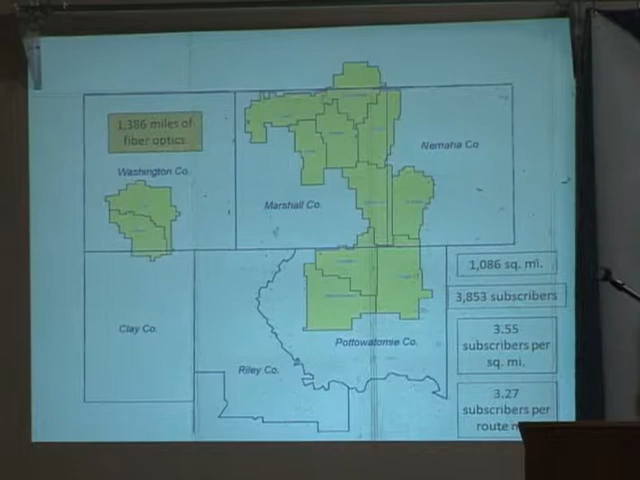 1,386 miles of
fiber optics
Washington Co.
Nemaha Co
Marshall Co.
1,086 sq. mi.
3,853 subscribers
Clay Co.
Pottowatomie Co.
3.55
subscribers per
sq. mi.
Riley Co.
3.27
subscribers per
route